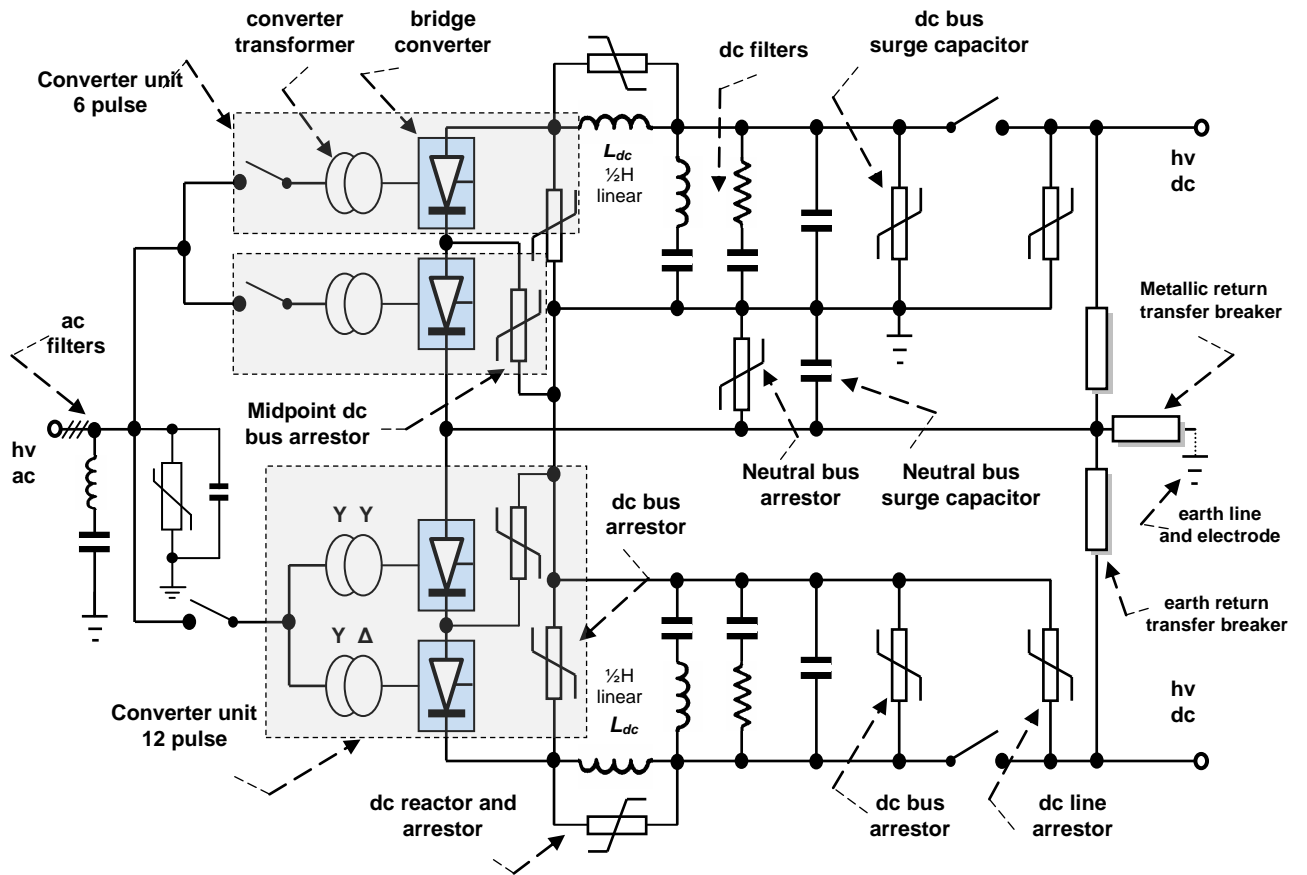 converter
transformer
bridge
converter
dc bus
surge capacitor
dc filters
Converter unit
6 pulse
Ldc
½H
linear
hv
dc
Metallic return
transfer breaker
ac
filters
Midpoint dc
bus arrestor
hv
ac
Neutral bus
arrestor
Neutral bus
surge capacitor
dc bus
arrestor
earth line
and electrode
Y Y
Y Δ
earth return
transfer breaker
½H
linear
Ldc
hv
dc
Converter unit
12 pulse
dc reactor and
arrestor
dc bus
arrestor
dc line
arrestor